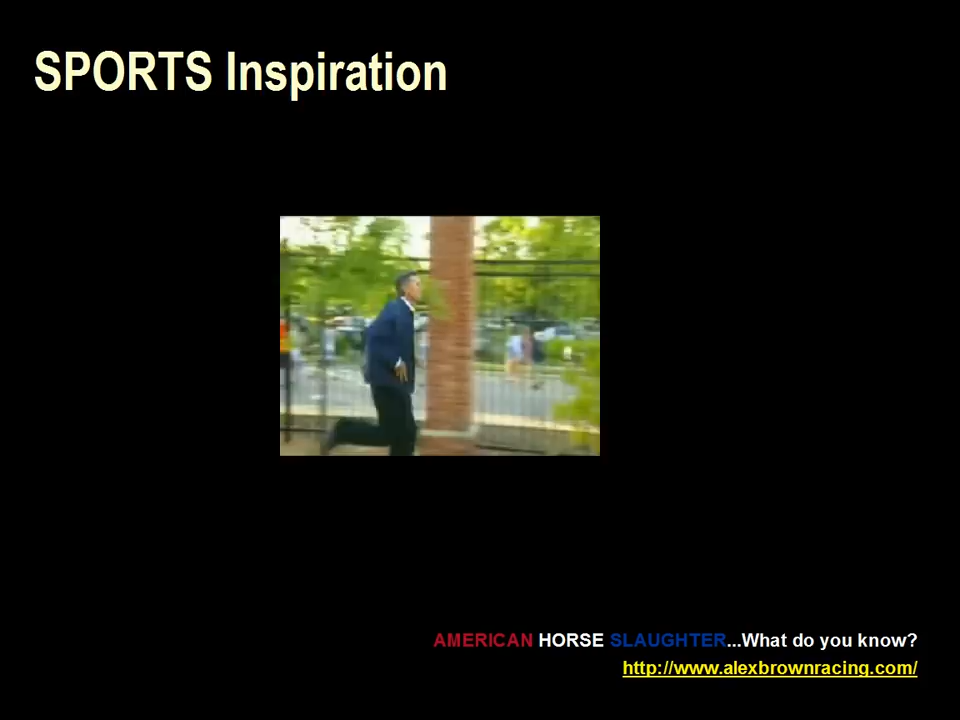 SPORTS Inspiration
AMERICAN HORSE SLAUGHTER...What do you know?
http://www.alexbrownracing.com/